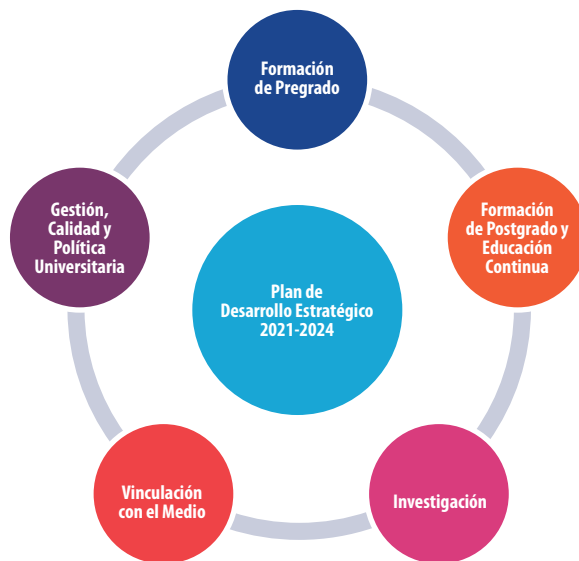 Formación
de Pregrado
Formación
de Postgrado y
Educación
Continua
Investigación
Vinculación
con el Medio
Gestión,
Calidad y
Política
Universitaria
Plan de
Desarrollo Estratégico
2021-2024